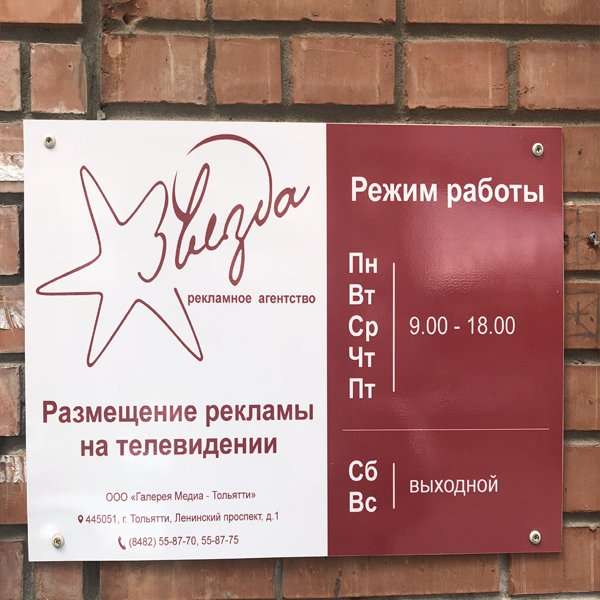 Звезда
рекламное агентство
Размещение рекламы
на телевидении
ООО «Галерея Медиа - Тольятти»
445051, г. Тольятти, Ленинский проспект, д.1
(8482) 55-87-70, 55-87-75
Режим работы
Пн
Вт
Ср 9.00 - 18.00
Чт
Пт
Сб
Вс выходной